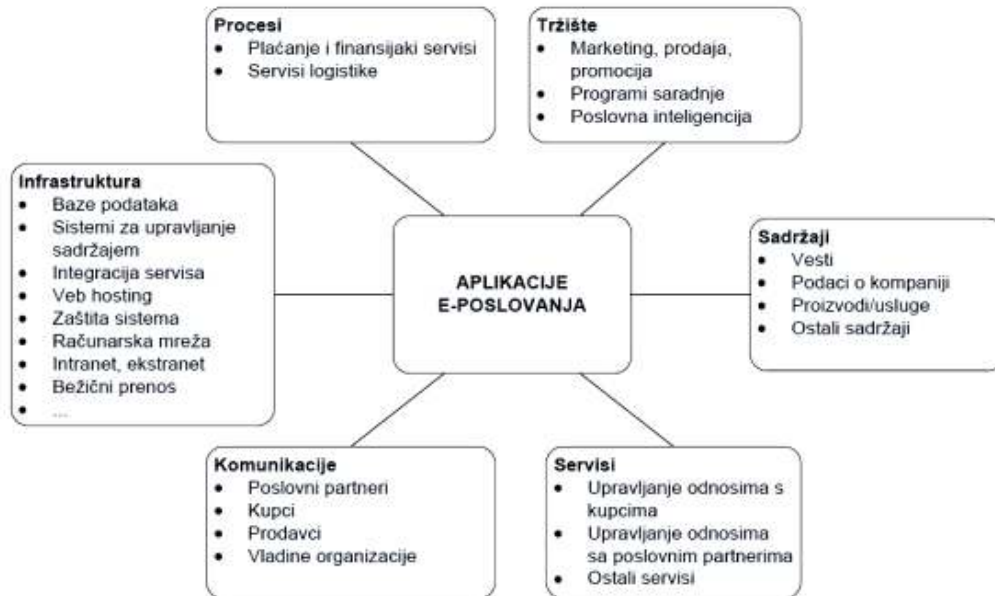 Procesi
• Plaćanje i finansijaki servisi
• Servisi logistike
Tržište
• Marketing, prodaja,
promocija
• Programi saradnje
• Poslovna inteligencija
Infrastruktura
• Baze podataka
• Sistemi za upravljanje
sadržajem
• Integracija servisa
• Veb hosting
• Zaštita sistema
• Računarska mreža
• Intranet, ekstranet
• Bežični prenos
• ...
APLIKACIJE
E-POSLOVANJA
Sadržaji
• Vesti
• Podaci o kompaniji
• Proizvodi/usluge
• Ostali sadržaji
Komunikacije
• Poslovni partneri
• Kupci
• Prodavci
• Vladine organizacije
Servisi
• Upravljanje odnosima s
kupcima
• Upravljanje odnosima
sa poslovnim partnerima
• Ostali servisi